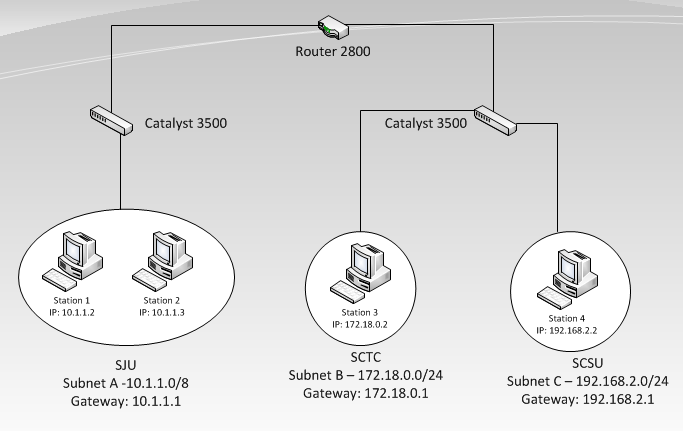 Router 2800
Catalyst 3500
Catalyst 3500
Station 1
IP: 10.1.1.2
Station 2
IP: 10.1.1.3
Station 3
IP: 172.18.0.2
Station 4
IP: 192.168.2.2
SJU
Subnet A -10.1.1.0/8
Gateway: 10.1.1.1
SCTC
Subnet B – 172.18.0.0/24
Gateway: 172.18.0.1
SCSU
Subnet C – 192.168.2.0/24
Gateway: 192.168.2.1